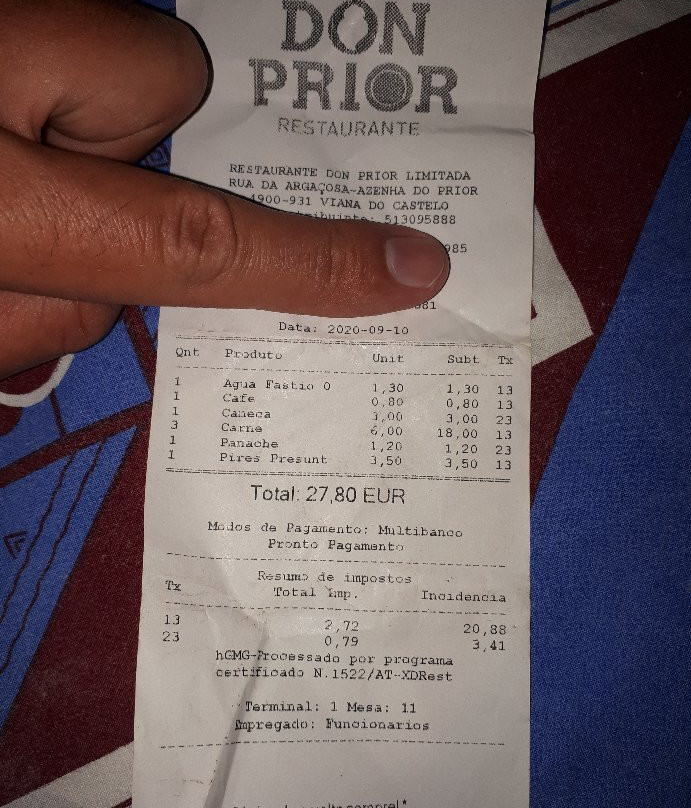 DON
PRIOR
RESTAURANTE
RESTAURANTE DON PRIOR LIMITADA
RUA DA ARGAÇOSA-AZENHA DO PRIOR
4900-931 VIANA DO CASTELO
513095888
985
681
Data: 2020-09-10
Qnt Produto Unit Subt Tx
1 Agua Fastio 0 1,30 1,30 13
1 Cafe 0,80 0,80 13
1 Caneca 3,00 3,00 23
3 Carne 6,00 18,00 13
1 Panache 1,20 1,20 23
1 Pires Presunt 3,50 3,50 13
Total: 27,80 EUR
Modos de Pagamento: Multibanco
Pronto Pagamento
Resumo de impostos
Tx Total Imp. Incidencia
13 2,72 20,88
23 0,79 3,41
hGMG-Processado por programa
certificado N.1522/AT-XDRest
Terminal: 1 Mesa: 11
Empregado: Funcionarios